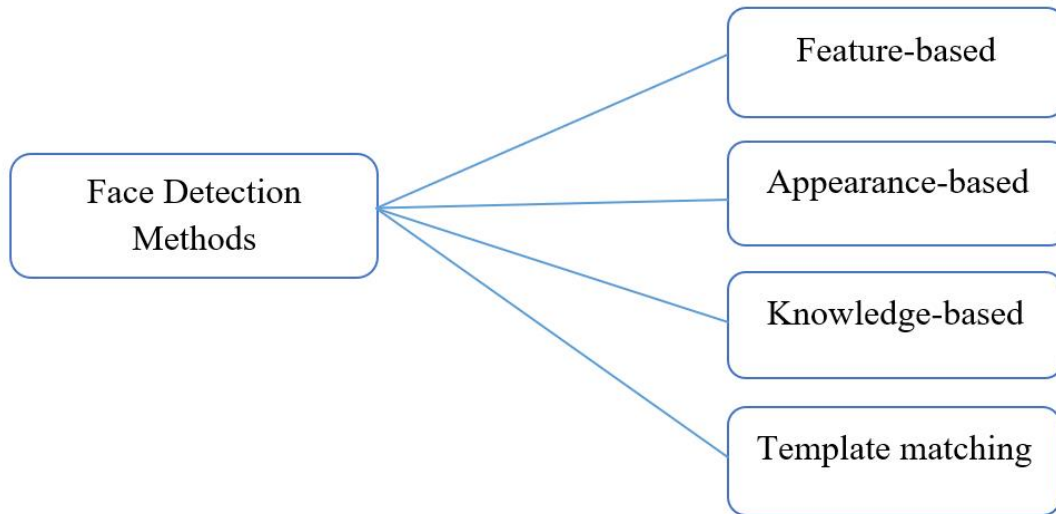 Face Detection
Methods
Feature-based
Appearance-based
Knowledge-based
Template matching